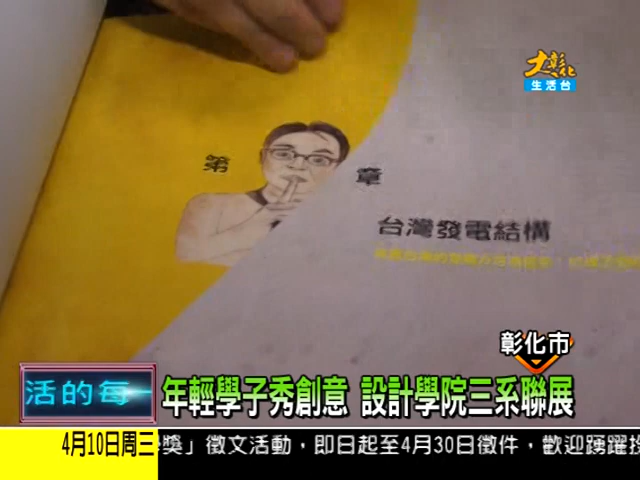 大彰化
生活台
第 章
台灣發電結構
彰化市
活的每一
年輕學子秀創意 設計學院三系聯展
4月10日周三
獎」徵文活動，即日起至4月30日徵件，歡迎踴躍投